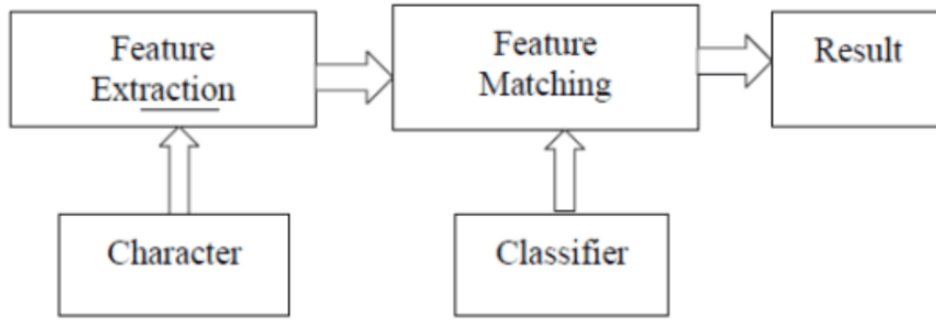 Feature
Extraction
Feature
Matching
Result
Character
Classifier